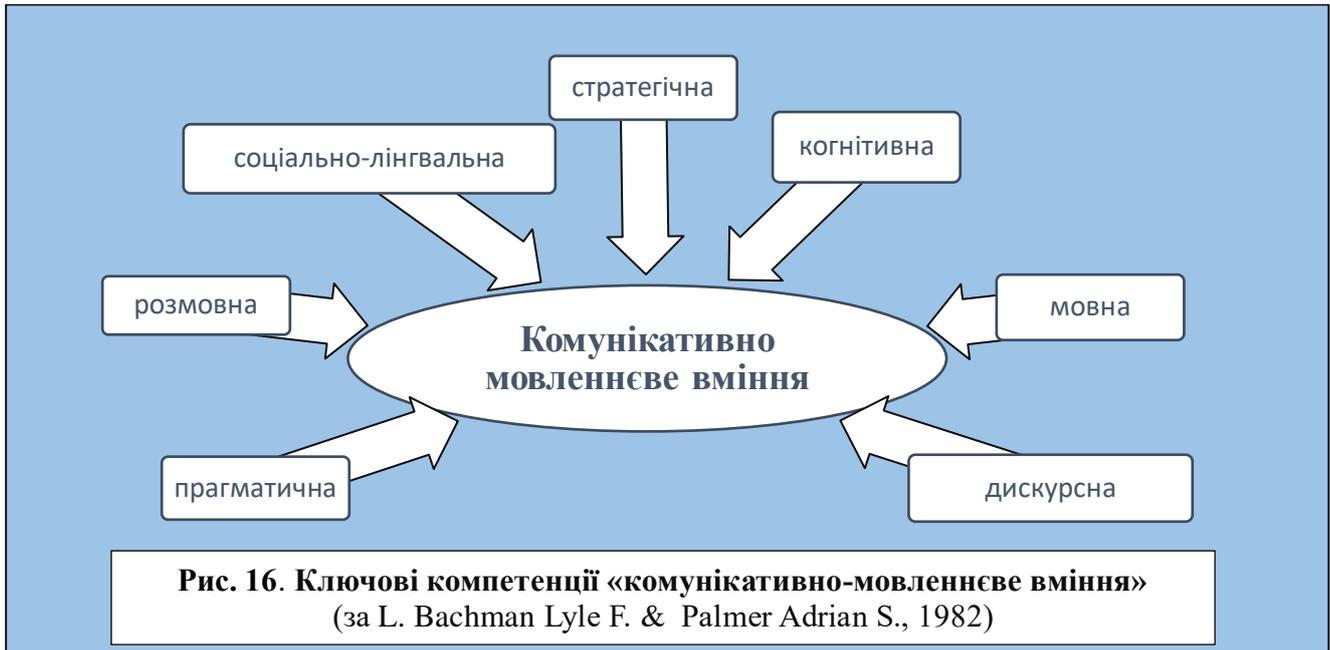 стратегічна
когнітивна
соціально-лінгвальна
розмовна
мовна
Комунікативно
мовленнєве вміння
прагматична
дискурсна
Рис. 16. Ключові компетенції «комунікативно-мовленнєве вміння»
(за L. Bachman Lyle F. & Palmer Adrian S., 1982)